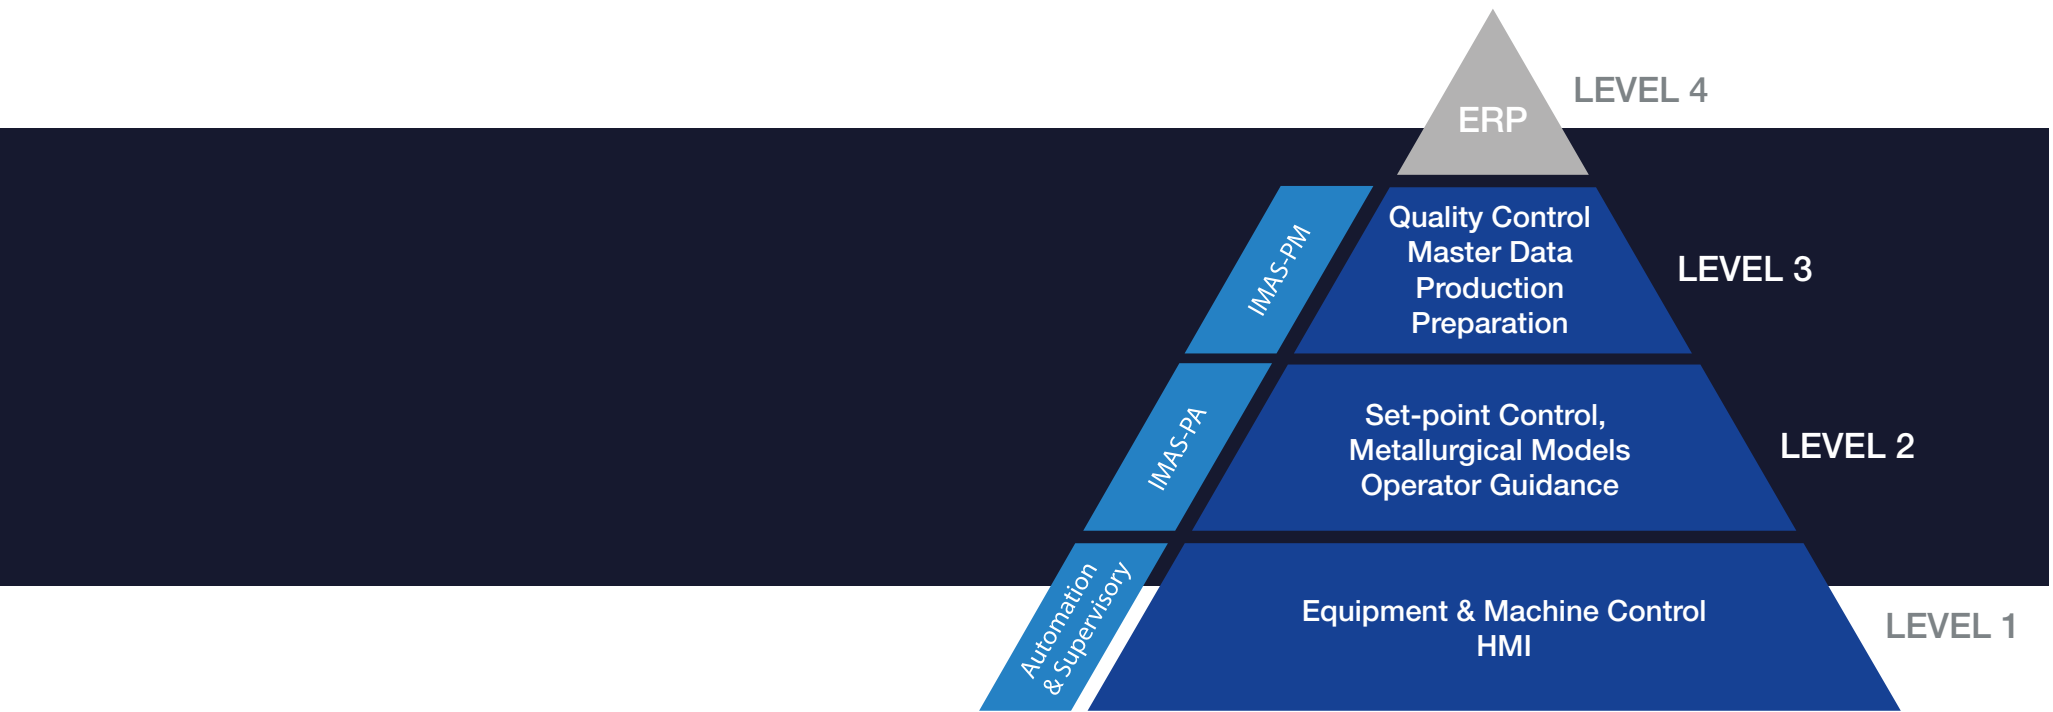 ERP
LEVEL 4
IMAS-PM
Quality Control
Master Data
Production
Preparation
LEVEL 3
IMAS-PA
Set-point Control,
Metallurgical Models
Operator Guidance
LEVEL 2
Automation
& Supervisory
Equipment & Machine Control
HMI
LEVEL 1